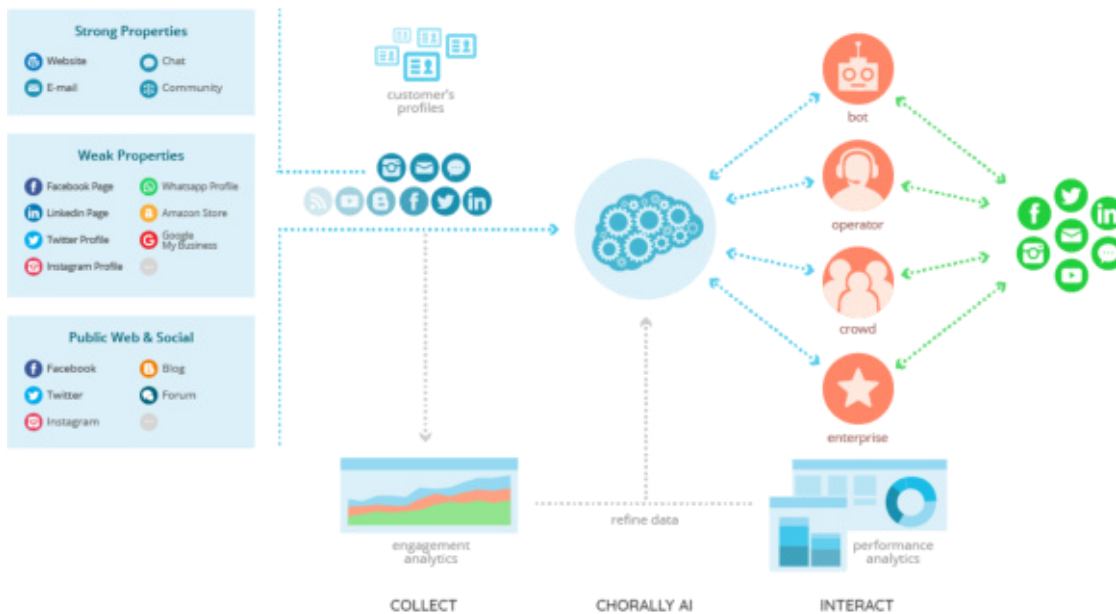 Strong Properties
Website
Chat
E-mail
Community
Weak Properties
Facebook Page
Whatsapp Profile
Linkedin Page
Amazon Store
Twitter Profile
Google
My Business
Instagram Profile
Public Web & Social
Facebook
Blog
Twitter
Forum
Instagram
customer's
profiles
bot
operator
crowd
enterprise
refine data
engagement
analytics
performance
analytics
COLLECT
CHORALLY AI
INTERACT